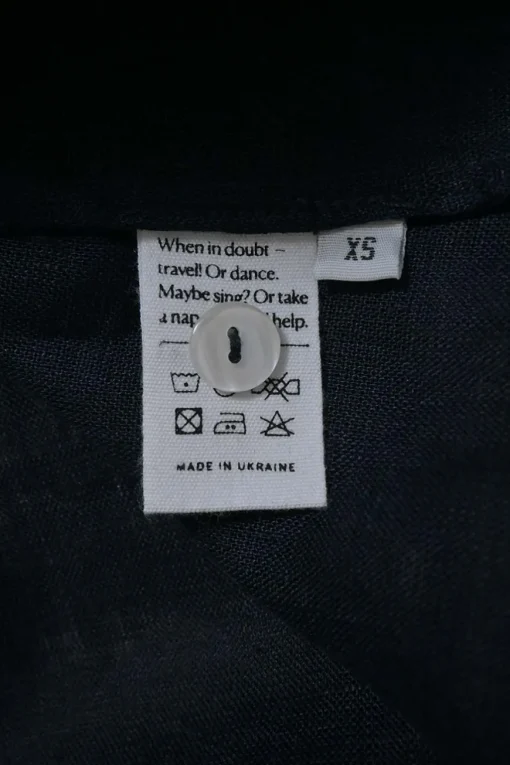 When in doubt –
travel! Or dance.
Maybe sing? Or take
a nap help.
XS
MADE IN UKRAINE